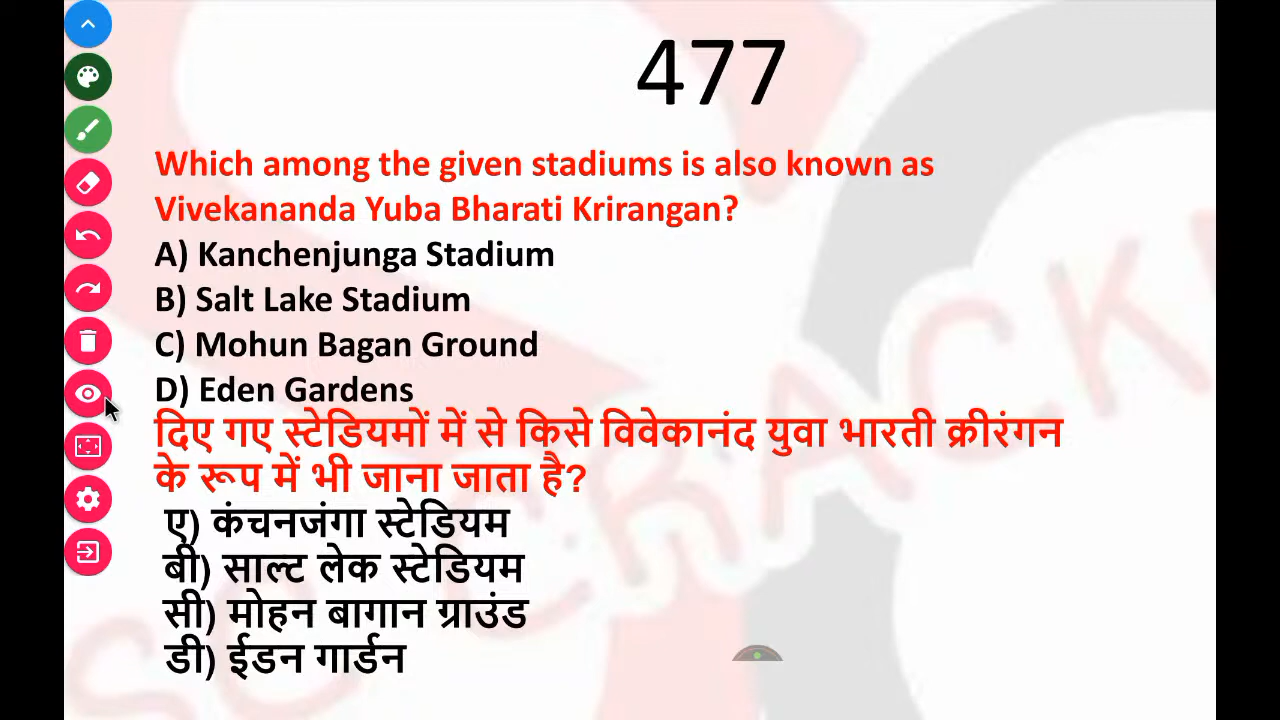 477
Which among the given stadiums is also known as
Vivekananda Yuba Bharati Krirangan?
A) Kanchenjunga Stadium
B) Salt Lake Stadium
C) Mohun Bagan Ground
D) Eden Gardens
दिए गए स्टेडियमों में से किसे विवेकानंद युवा भारती क्रीरंगन
के रूप में भी जाना जाता है?
ए) कंचनजंगा स्टेडियम
बी) साल्ट लेक स्टेडियम
सी) मोहन बागान ग्राउंड
डी) ईडन गार्डन